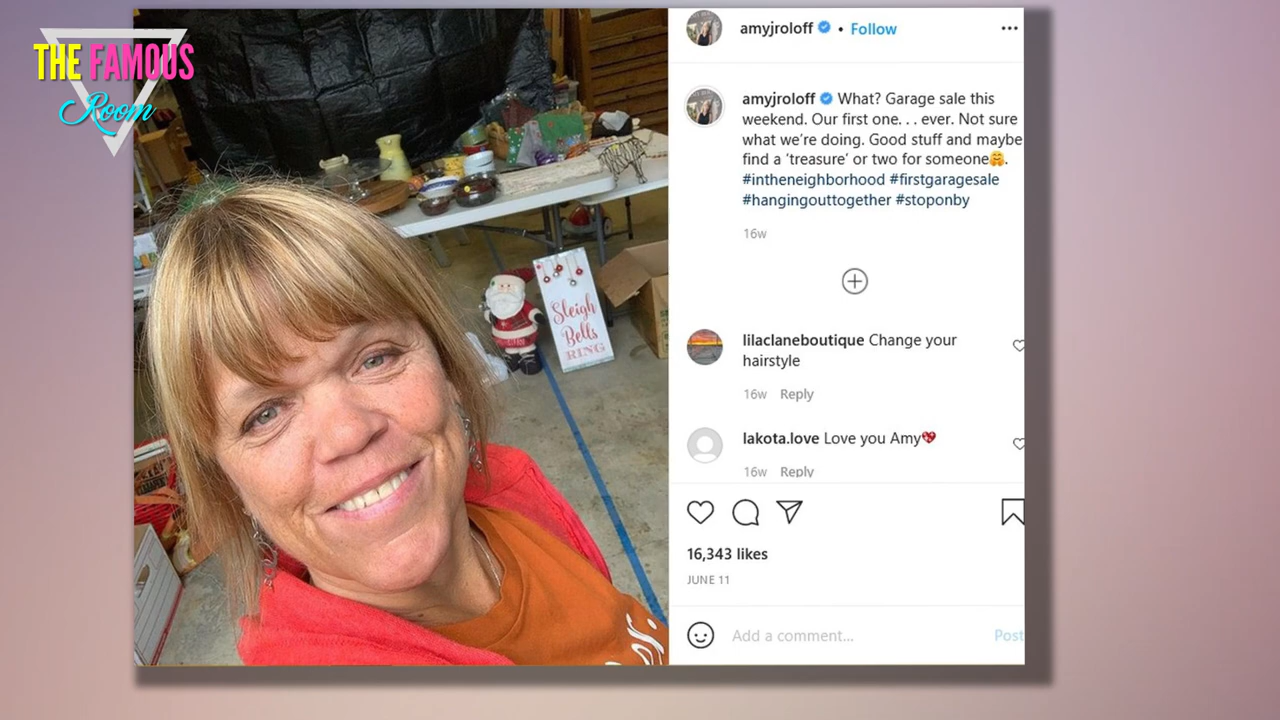 THE FAMOUS
Room
amyjroloff • Follow
amyjroloff What? Garage sale this
weekend. Our first one. . . ever. Not sure
what we're doing. Good stuff and maybe
find a 'treasure' or two for someone🤗.
#intheneighborhood #firstgaragesale
#hangingouttogether #stoponby
16w
lilaclaneboutique Change your
hairstyle
16w Reply
lakota.love Love you Amy💖
16w Reply
16,343 likes
JUNE 11
Add a comment... Post
Sleigh
Bells
RING